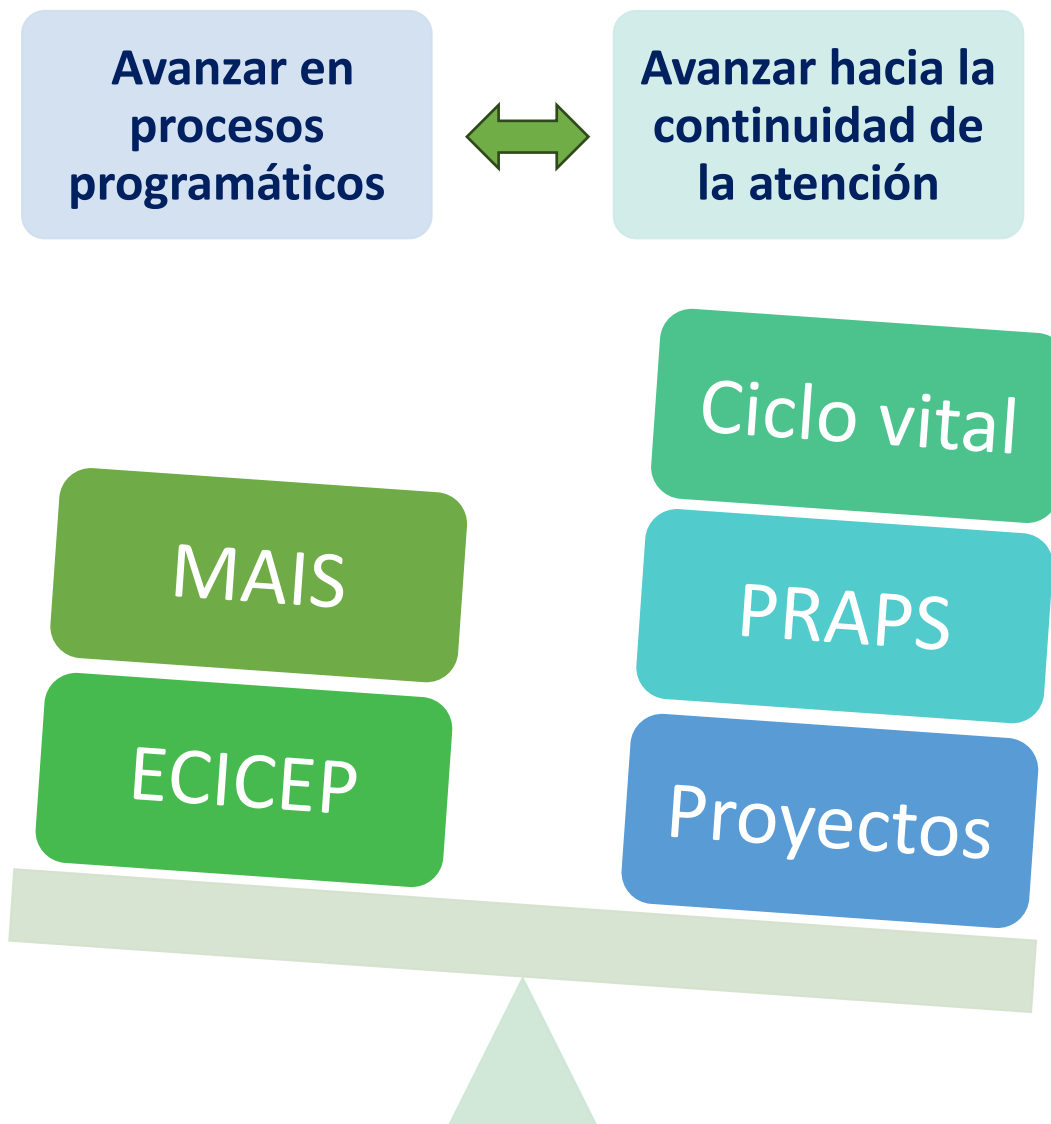 Avanzar en
procesos
programáticos
Avanzar hacia la
continuidad de
la atención
MAIS
ECICEP
Ciclo vital
PRAPS
Proyectos